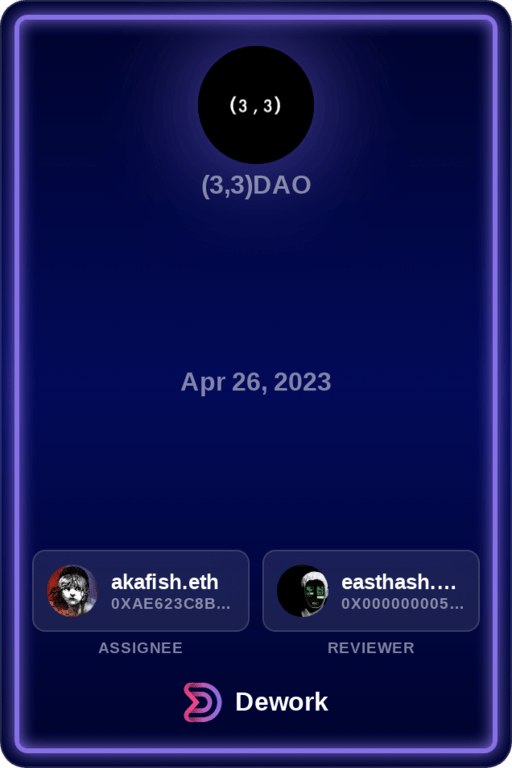 (3,3)
(3,3)DAO
Apr 26, 2023
akafish.eth
0XAE623C8B...
ASSIGNEE
easthash....
0X000000005...
REVIEWER
Dework